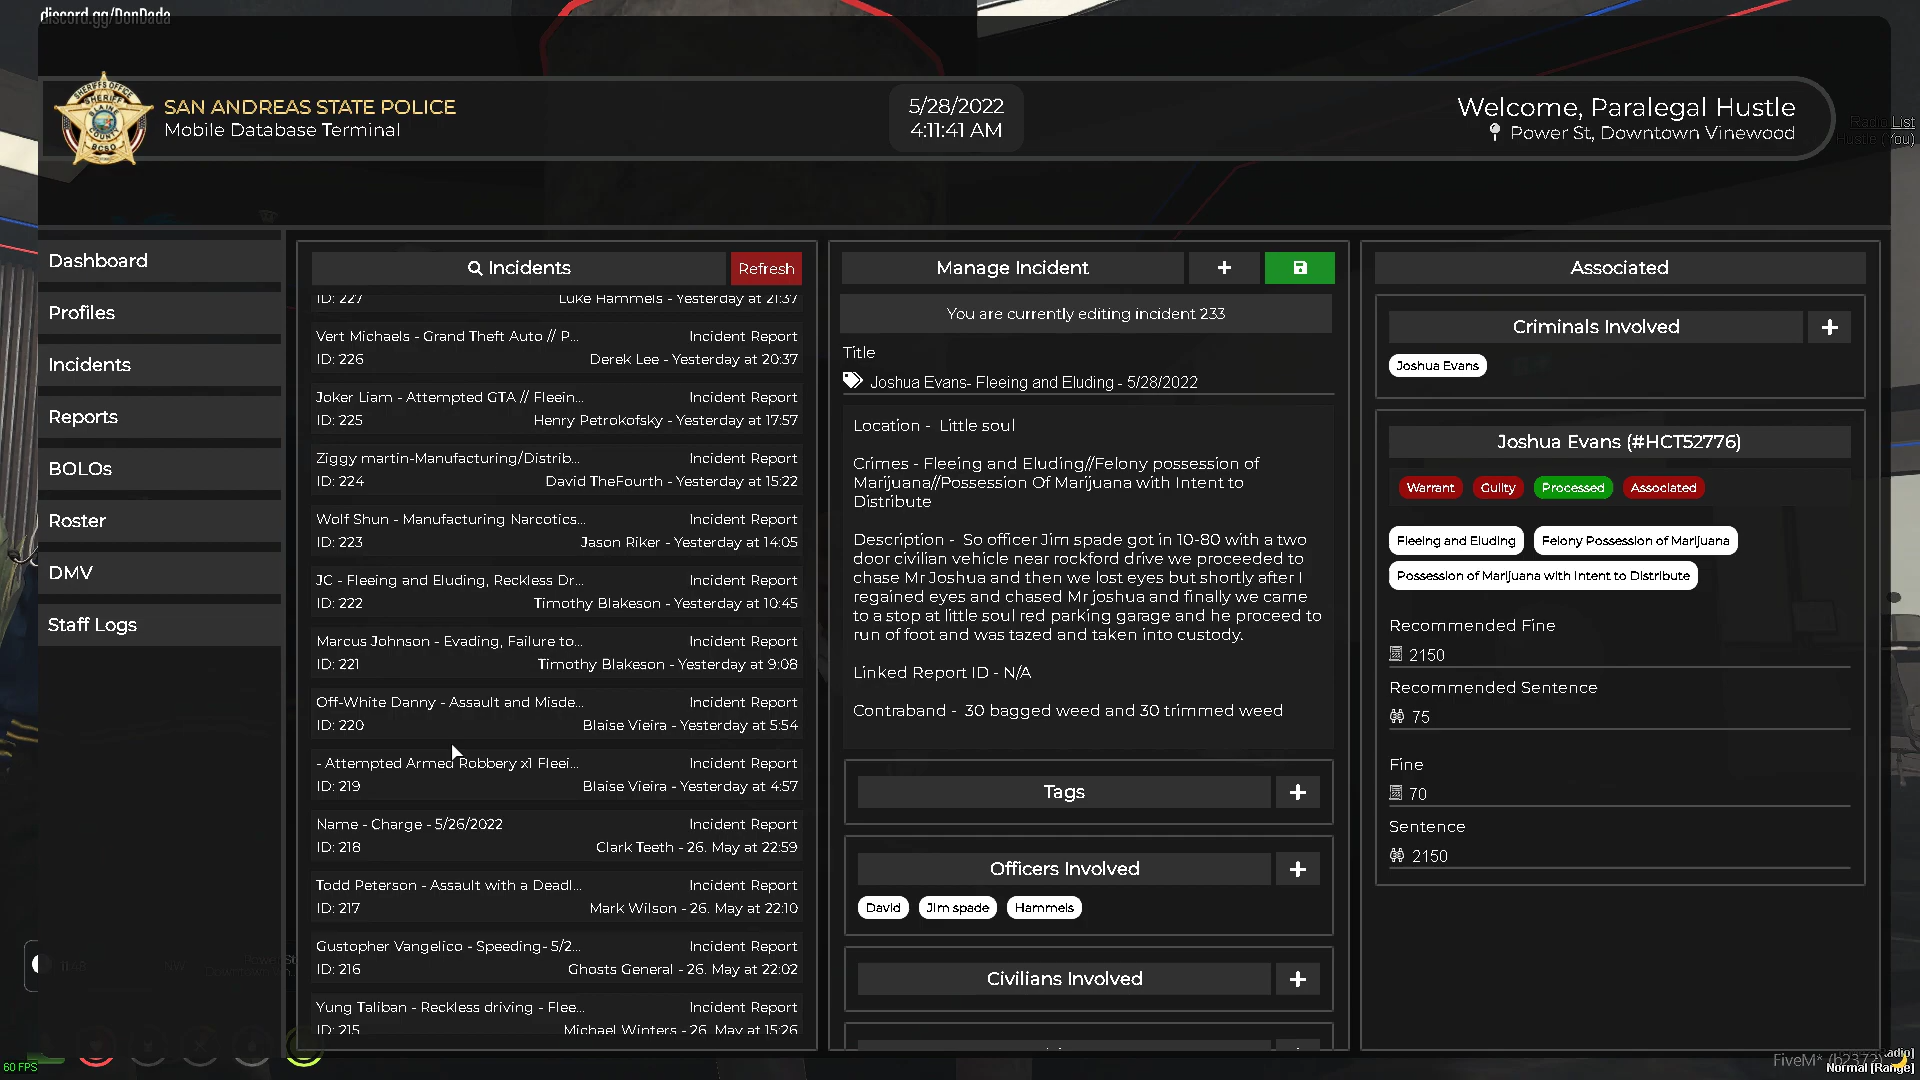 discord.gg/DonDada
SAN ANDREAS STATE POLICE
Mobile Database Terminal
5/28/2022
4:11:41 AM
Welcome, Paralegal Hustle
Power St, Downtown Vinewood
Radio List
Hustle (You)
Dashboard
Profiles
Incidents
Reports
BOLOs
Roster
DMV
Staff Logs
Incidents
Refresh
ID: 227 Luke Hammels - Yesterday at 21:37
Vert Michaels - Grand Theft Auto // P... Incident Report
ID: 226 Derek Lee - Yesterday at 20:37
Joker Liam - Attempted GTA // Fleein... Incident Report
ID: 225 Henry Petrokofsky - Yesterday at 17:57
Ziggy martin-Manufacturing/Distrib... Incident Report
ID: 224 David TheFourth - Yesterday at 15:22
Wolf Shun - Manufacturing Narcotics... Incident Report
ID: 223 Jason Riker - Yesterday at 14:05
JC - Fleeing and Eluding, Reckless Dr... Incident Report
ID: 222 Timothy Blakeson - Yesterday at 10:45
Marcus Johnson - Evading, Failure to... Incident Report
ID: 221 Timothy Blakeson - Yesterday at 9:08
Off-White Danny - Assault and Misde... Incident Report
ID: 220 Blaise Vieira - Yesterday at 5:54
- Attempted Armed Robbery x1 Fleei... Incident Report
ID: 219 Blaise Vieira - Yesterday at 4:57
Name - Charge - 5/26/2022 Incident Report
ID: 218 Clark Teeth - 26. May at 22:59
Todd Peterson - Assault with a Deadl... Incident Report
ID: 217 Mark Wilson - 26. May at 22:10
Gustopher Vangelico - Speeding- 5/2... Incident Report
ID: 216 Ghosts General - 26. May at 22:02
Yung Taliban - Reckless driving - Flee... Incident Report
ID: 215 Michael Winters - 26. May at 15:26
Manage Incident
You are currently editing incident 233
Title
Joshua Evans- Fleeing and Eluding - 5/28/2022
Location - Little soul
Crimes - Fleeing and Eluding//Felony possession of
Marijuana//Possession Of Marijuana with Intent to
Distribute
Description - So officer Jim spade got in 10-80 with a two
door civilian vehicle near rockford drive we proceeded to
chase Mr Joshua and then we lost eyes but shortly after I
regained eyes and chased Mr joshua and finally we came
to a stop at little soul red parking garage and he proceed to
run of foot and was tazed and taken into custody.
Linked Report ID - N/A
Contraband - 30 bagged weed and 30 trimmed weed
Tags
Officers Involved
David Jim spade Hammels
Civilians Involved
Associated
Criminals Involved
Joshua Evans
Joshua Evans (#HCT52776)
Warrant Guilty Processed Associated
Fleeing and Eluding Felony Possession of Marijuana
Possession of Marijuana with Intent to Distribute
Recommended Fine
2150
Recommended Sentence
75
Fine
70
Sentence
2150
60 FPS
FiveM* (b2372)
Normal [Range]